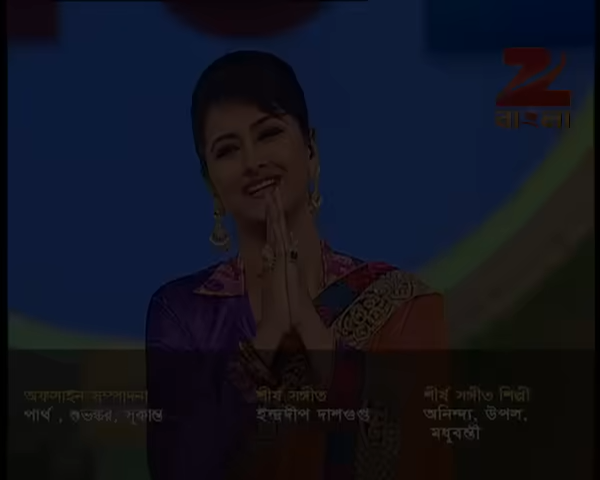 বাংলা
অফলাইন সম্পাদনা
পার্থ , শুভঙ্কর, সুকান্ত
শীর্ষ সঙ্গীত
ইন্দ্রদীপ দাশগুপ্ত
শীর্ষ সঙ্গীত শিল্পী
অনিন্দ্য, উপল,
মধুবন্তী